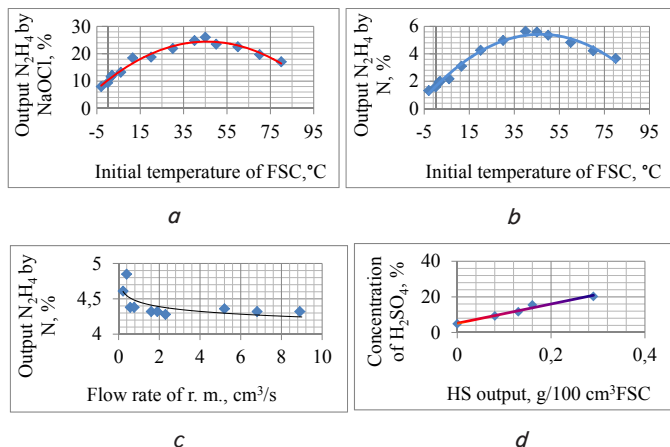 Output N₂H₄ by
NaOCl, %
30
20
10
0
-5 15 35 55 75 95
Initial temperature of FSC,°C
a
Output N₂H₄ by
N, %
6
4
2
0
-5 15 35 55 75 95
Initial temperature of FSC, °C
b
Output N₂H₄ by
N, %
5
4,5
4
0 2 4 6 8 10
Flow rate of r. m., cm³/s
c
Concentration
of H₂SO₄, %
40
20
0
0 0,2 0,4
HS output, g/100 cm³FSC
d